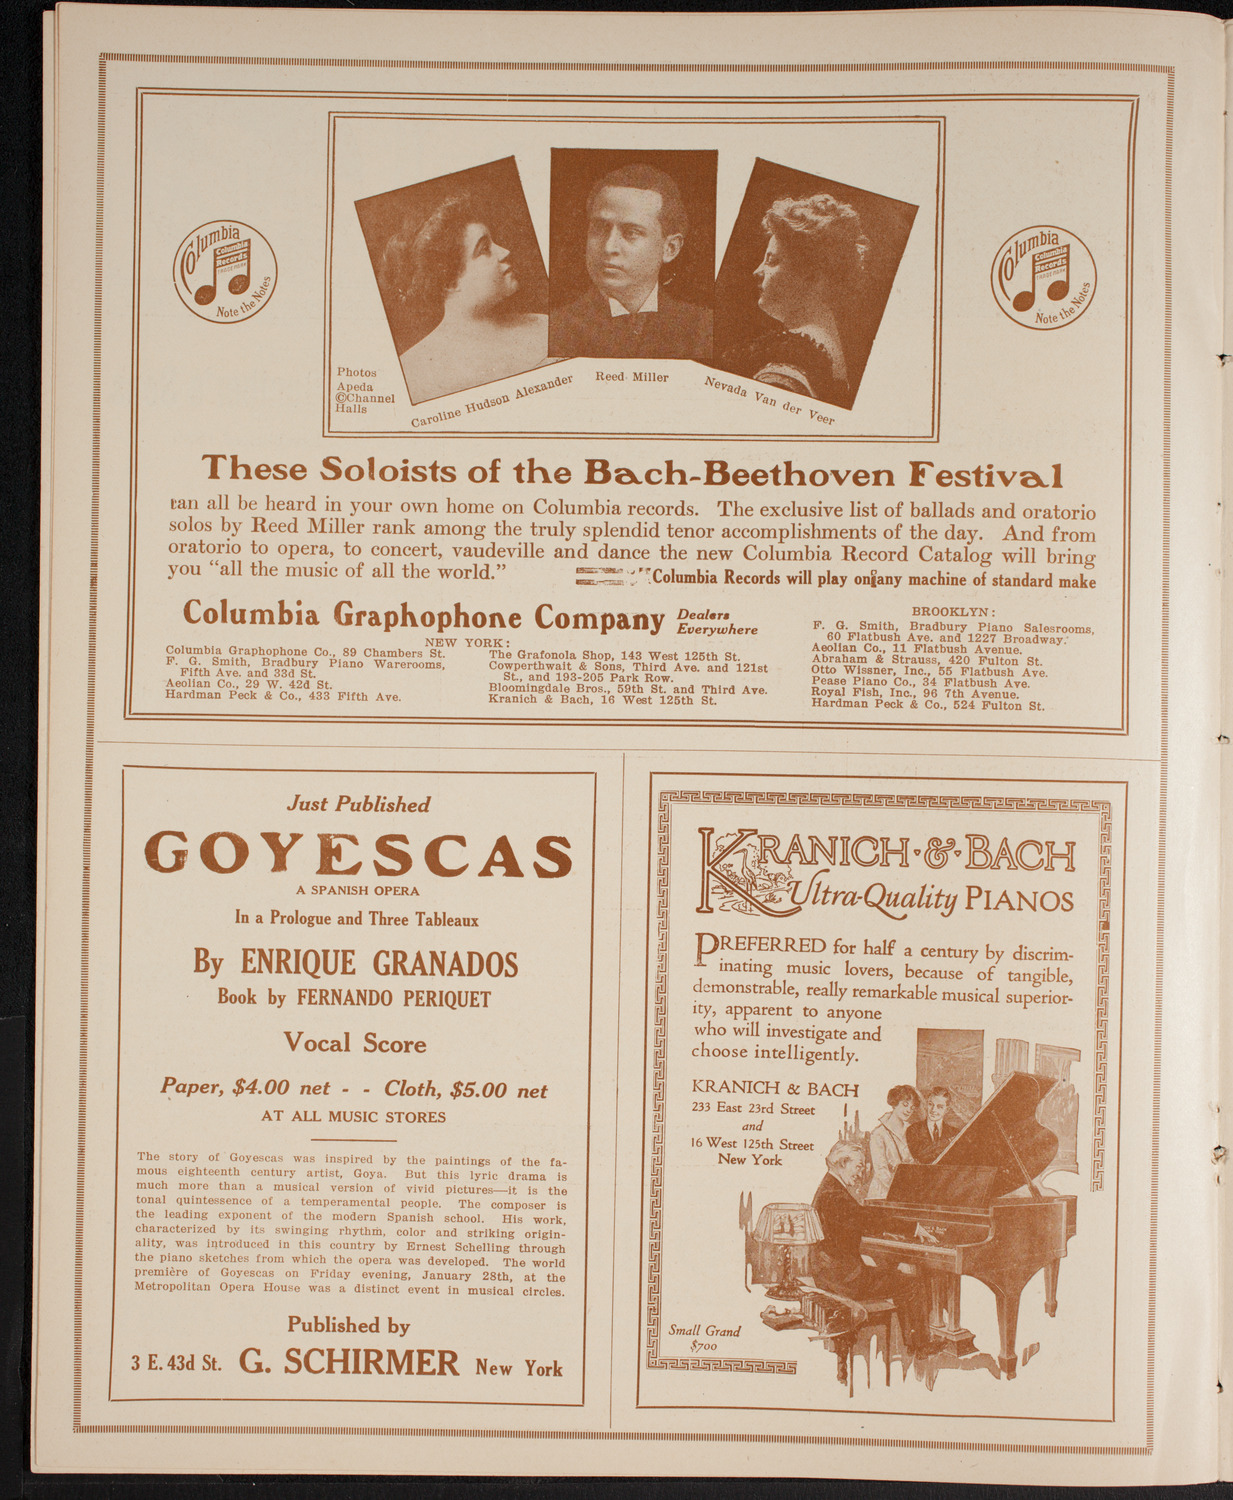 Columbia
Columbia
Records
TRADE MARK
Note the Notes
Columbia
Columbia
Records
TRADE MARK
Note the Notes
Photos
Apeda
©Channel
Halls
Caroline Hudson Alexander
Reed Miller
Nevada Van der Veer
These Soloists of the Bach-Beethoven Festival
can all be heard in your own home on Columbia records. The exclusive list of ballads and oratorio
solos by Reed Miller rank among the truly splendid tenor accomplishments of the day. And from
oratorio to opera, to concert, vaudeville and dance the new Columbia Record Catalog will bring
you "all the music of all the world."
Columbia Records will play on any machine of standard make
Columbia Graphophone Company Dealers
Everywhere
NEW YORK:
Columbia Graphophone Co., 89 Chambers St.
F. G. Smith, Bradbury Piano Warerooms,
Fifth Ave. and 33d St.
Aeolian Co., 29 W. 42d St.
Hardman Peck & Co., 433 Fifth Ave.
The Grafonola Shop, 143 West 125th St.
Cowperthwait & Sons, Third Ave. and 121st
St., and 193-205 Park Row.
Bloomingdale Bros., 59th St. and Third Ave.
Kranich & Bach, 16 West 125th St.
BROOKLYN:
F. G. Smith, Bradbury Piano Salesrooms,
60 Flatbush Ave. and 1227 Broadway.
Aeolian Co., 11 Flatbush Avenue.
Abraham & Strauss, 420 Fulton St.
Otto Wissner, Inc., 55 Flatbush Ave.
Pease Piano Co., 34 Flatbush Ave.
Royal Fish, Inc., 96 7th Avenue.
Hardman Peck & Co., 524 Fulton St.
Just Published
GOYESCAS
A SPANISH OPERA
In a Prologue and Three Tableaux
By ENRIQUE GRANADOS
Book by FERNANDO PERIQUET
Vocal Score
Paper, $4.00 net - - Cloth, $5.00 net
AT ALL MUSIC STORES
The story of Goyescas was inspired by the paintings of the fa-
mous eighteenth century artist, Goya. But this lyric drama is
much more than a musical version of vivid pictures—it is the
tonal quintessence of a temperamental people. The composer is
the leading exponent of the modern Spanish school. His work,
characterized by its swinging rhythm, color and striking origin-
ality, was introduced in this country by Ernest Schelling through
the piano sketches from which the opera was developed. The world
première of Goyescas on Friday evening, January 28th, at the
Metropolitan Opera House was a distinct event in musical circles.
Published by
3 E. 43d St. G. SCHIRMER New York
KRANICH·&·BACH
Ultra-Quality PIANOS
PREFERRED for half a century by discrim-
inating music lovers, because of tangible,
demonstrable, really remarkable musical superior-
ity, apparent to anyone
who will investigate and
choose intelligently.
KRANICH & BACH
233 East 23rd Street
and
16 West 125th Street
New York
Small Grand
$700